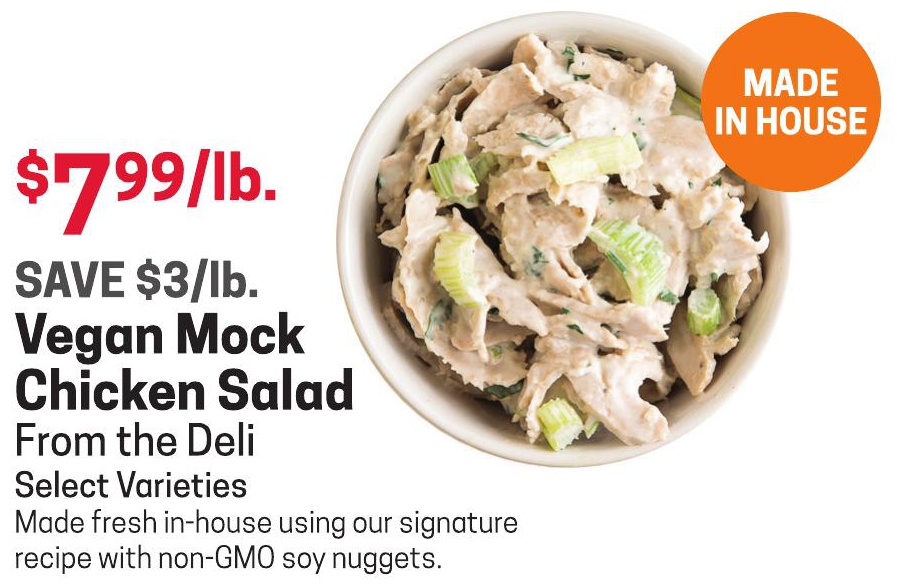 MADE
IN HOUSE
$7.99/lb.
SAVE $3/lb.
Vegan Mock
Chicken Salad
From the Deli
Select Varieties
Made fresh in-house using our signature
recipe with non-GMO soy nuggets.